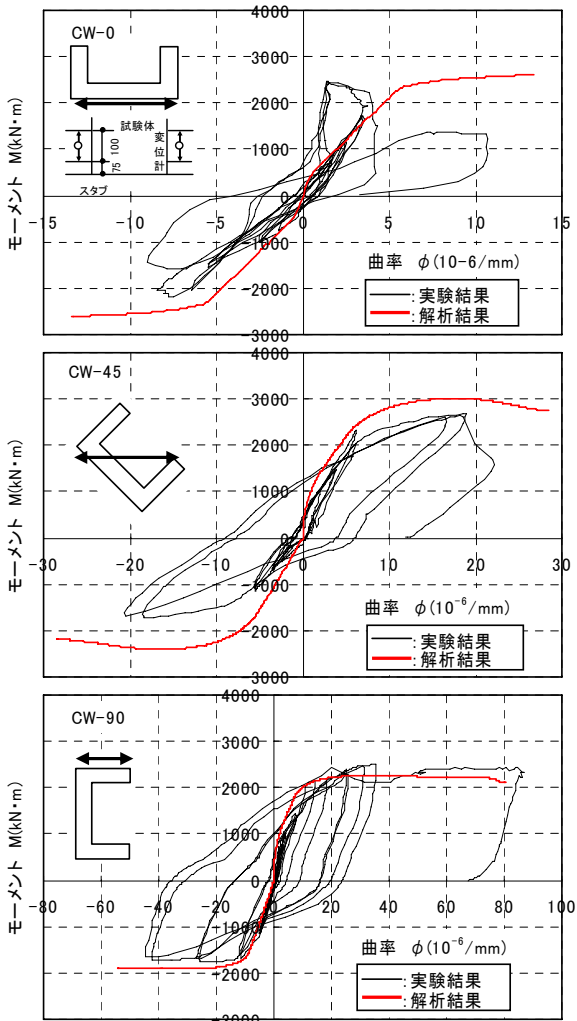 CW-0
4000
3000
2000
1000
0
-1000
-2000
-3000
-15
-10
-5
0
5
10
15
モーメント M(kN・m)
試験体
変位計
75 100
スタブ
曲率 φ(10-6/mm)
:実験結果
:解析結果
CW-45
4000
3000
2000
1000
0
-1000
-2000
-3000
-30
-20
-10
0
10
20
30
モーメント M(kN・m)
曲率 φ(10⁻⁶/mm)
:実験結果
:解析結果
CW-90
4000
3000
2000
1000
0
-1000
-2000
-3000
-80
-60
-40
-20
0
20
40
60
80
100
モーメント M(kN・m)
曲率 φ(10⁻⁶/mm)
:実験結果
:解析結果